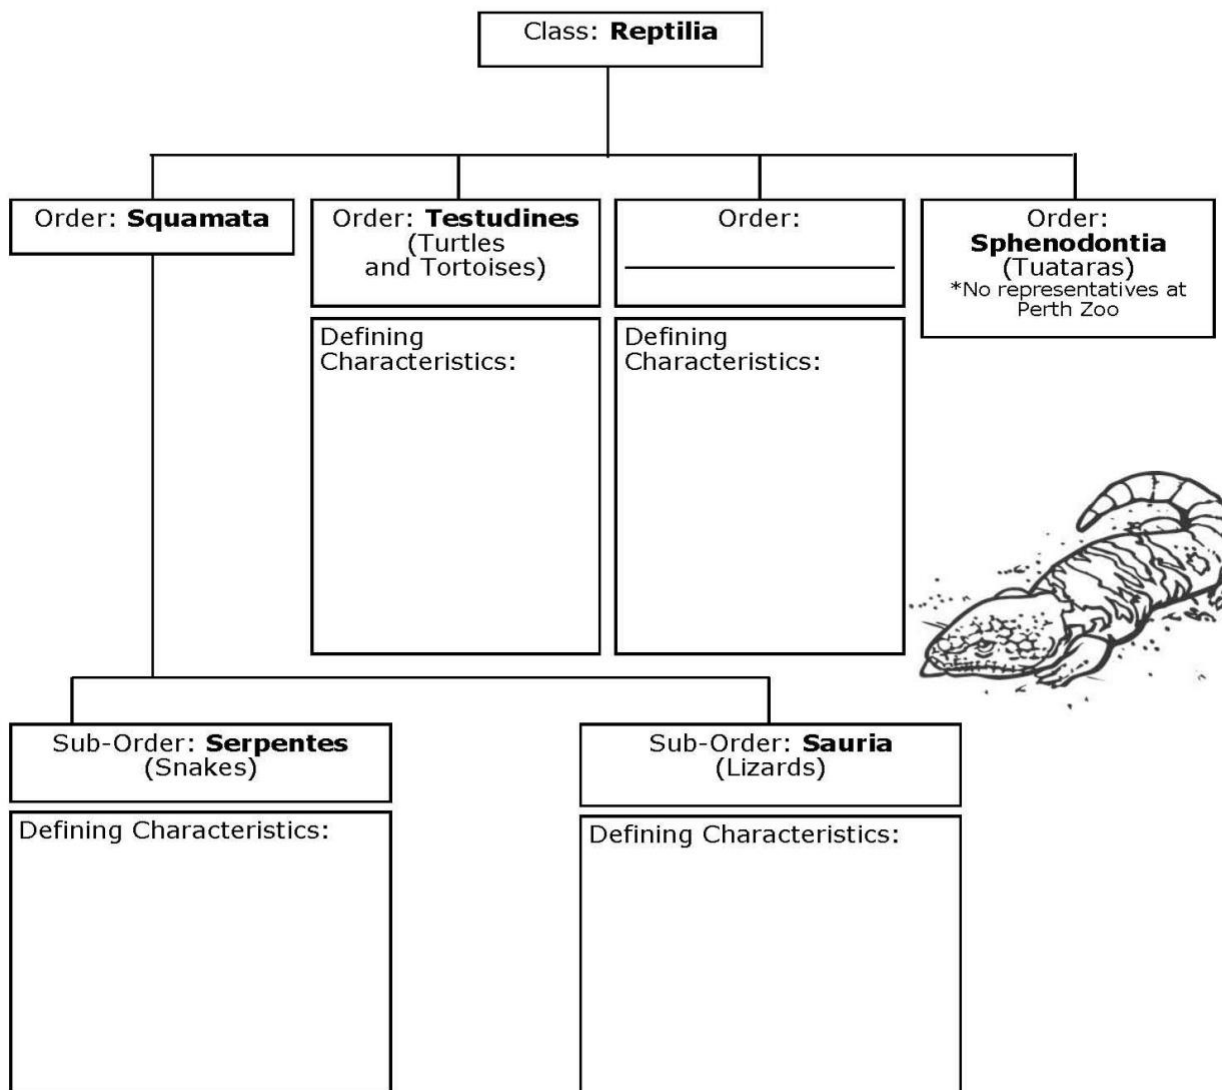 Class: Reptilia
Order: Squamata
Order: Testudines
(Turtles
and Tortoises)
Order:
Order:
Sphenodontia
(Tuataras)
*No representatives at
Perth Zoo
Defining
Characteristics:
Defining
Characteristics:
Sub-Order: Serpentes
(Snakes)
Sub-Order: Sauria
(Lizards)
Defining Characteristics:
Defining Characteristics: